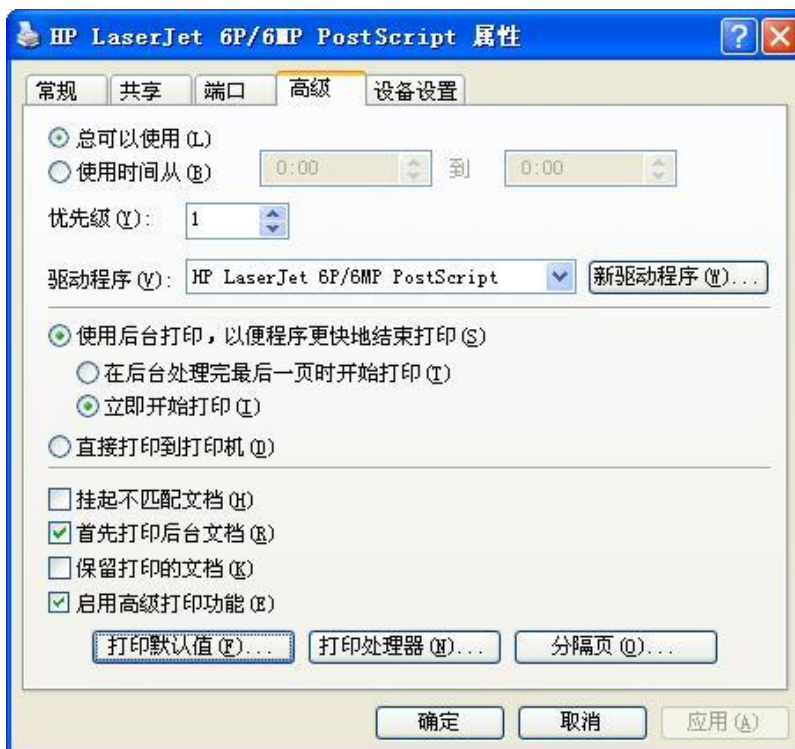 HP LaserJet 6P/6MP PostScript 属性
常规 共享 端口 高级 设备设置
总可以使用(L)
使用时间从(B) 0:00 到 0:00
优先级(Y): 1
驱动程序(V): HP LaserJet 6P/6MP PostScript 新驱动程序(W)...
使用后台打印，以便程序更快地结束打印(S)
在后台处理完最后一页时开始打印(T)
立即开始打印(I)
直接打印到打印机(D)
挂起不匹配文档(H)
首先打印后台文档(R)
保留打印的文档(K)
启用高级打印功能(E)
打印默认值(F)... 打印处理器(N)... 分隔页(O)...
确定 取消 应用(A)